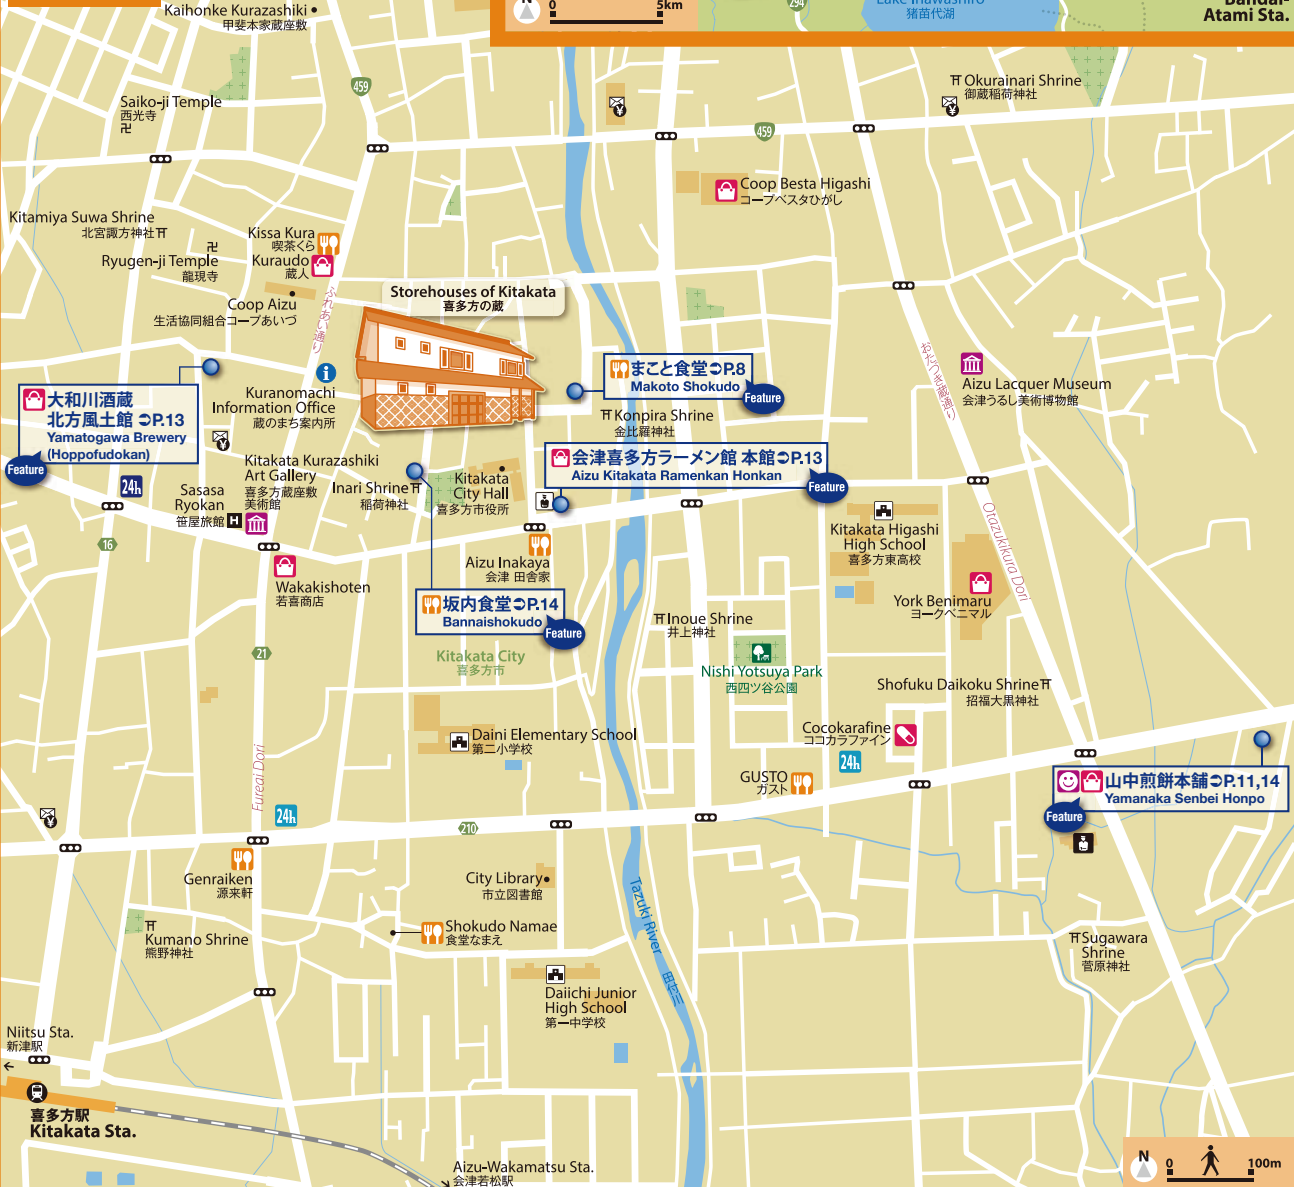 Kaihonke Kurazashiki
甲斐本家蔵座敷
N
0
5km
294
Lake Inawashiro
猪苗代湖
Bandai-
Atami Sta.
459
Saiko-ji Temple
西光寺
¥
Okurainari Shrine
御蔵稲荷神社
¥
459
Coop Besta Higashi
コープベスタひがし
Kitamiya Suwa Shrine
北宮諏方神社
Kissa Kura
喫茶くら
Ryugen-ji Temple
龍現寺
Kuraudo
蔵人
Coop Aizu
生活協同組合コープあいづ
ふれあい通り
Storehouses of Kitakata
喜多方の蔵
i
Kuranomachi
Information Office
蔵のまち案内所
大和川酒蔵
北方風土館 ➲P.13
Yamatogawa Brewery
(Hoppofudokan)
Feature
まこと食堂➲P.8
Makoto Shokudo
Feature
Konpira Shrine
金比羅神社
おたづき蔵通り
Aizu Lacquer Museum
会津うるし美術博物館
¥
Kitakata Kurazashiki
Art Gallery
喜多方蔵座敷
美術館
24h
Sasasa
Ryokan
笹屋旅館
H
Inari Shrine
稲荷神社
Kitakata
City Hall
喜多方市役所
会津喜多方ラーメン館 本館➲P.13
Aizu Kitakata Ramenkan Honkan
Feature
Kitakata Higashi
High School
喜多方東高校
Otazukikura Dori
16
Aizu Inakaya
会津 田舎家
Wakakishoten
若喜商店
坂内食堂➲P.14
Bannaishokudo
Feature
York Benimaru
ヨークベニマル
Inoue Shrine
井上神社
21
Kitakata City
喜多方市
Nishi Yotsuya Park
西四ツ谷公園
Shofuku Daikoku Shrine
招福大黒神社
Daini Elementary School
第二小学校
Cocokarafine
ココカラファイン
24h
GUSTO
ガスト
山中煎餅本舗➲P.11,14
Yamanaka Senbei Honpo
Feature
Fureai Dori
24h
¥
210
Genraiken
源来軒
City Library
市立図書館
Tazuki River
田付川
Shokudo Namae
食堂なまえ
Kumano Shrine
熊野神社
Sugawara
Shrine
菅原神社
Daiichi Junior
High School
第一中学校
Niitsu Sta.
新津駅
喜多方駅
Kitakata Sta.
Aizu-Wakamatsu Sta.
会津若松駅
N
0
100m